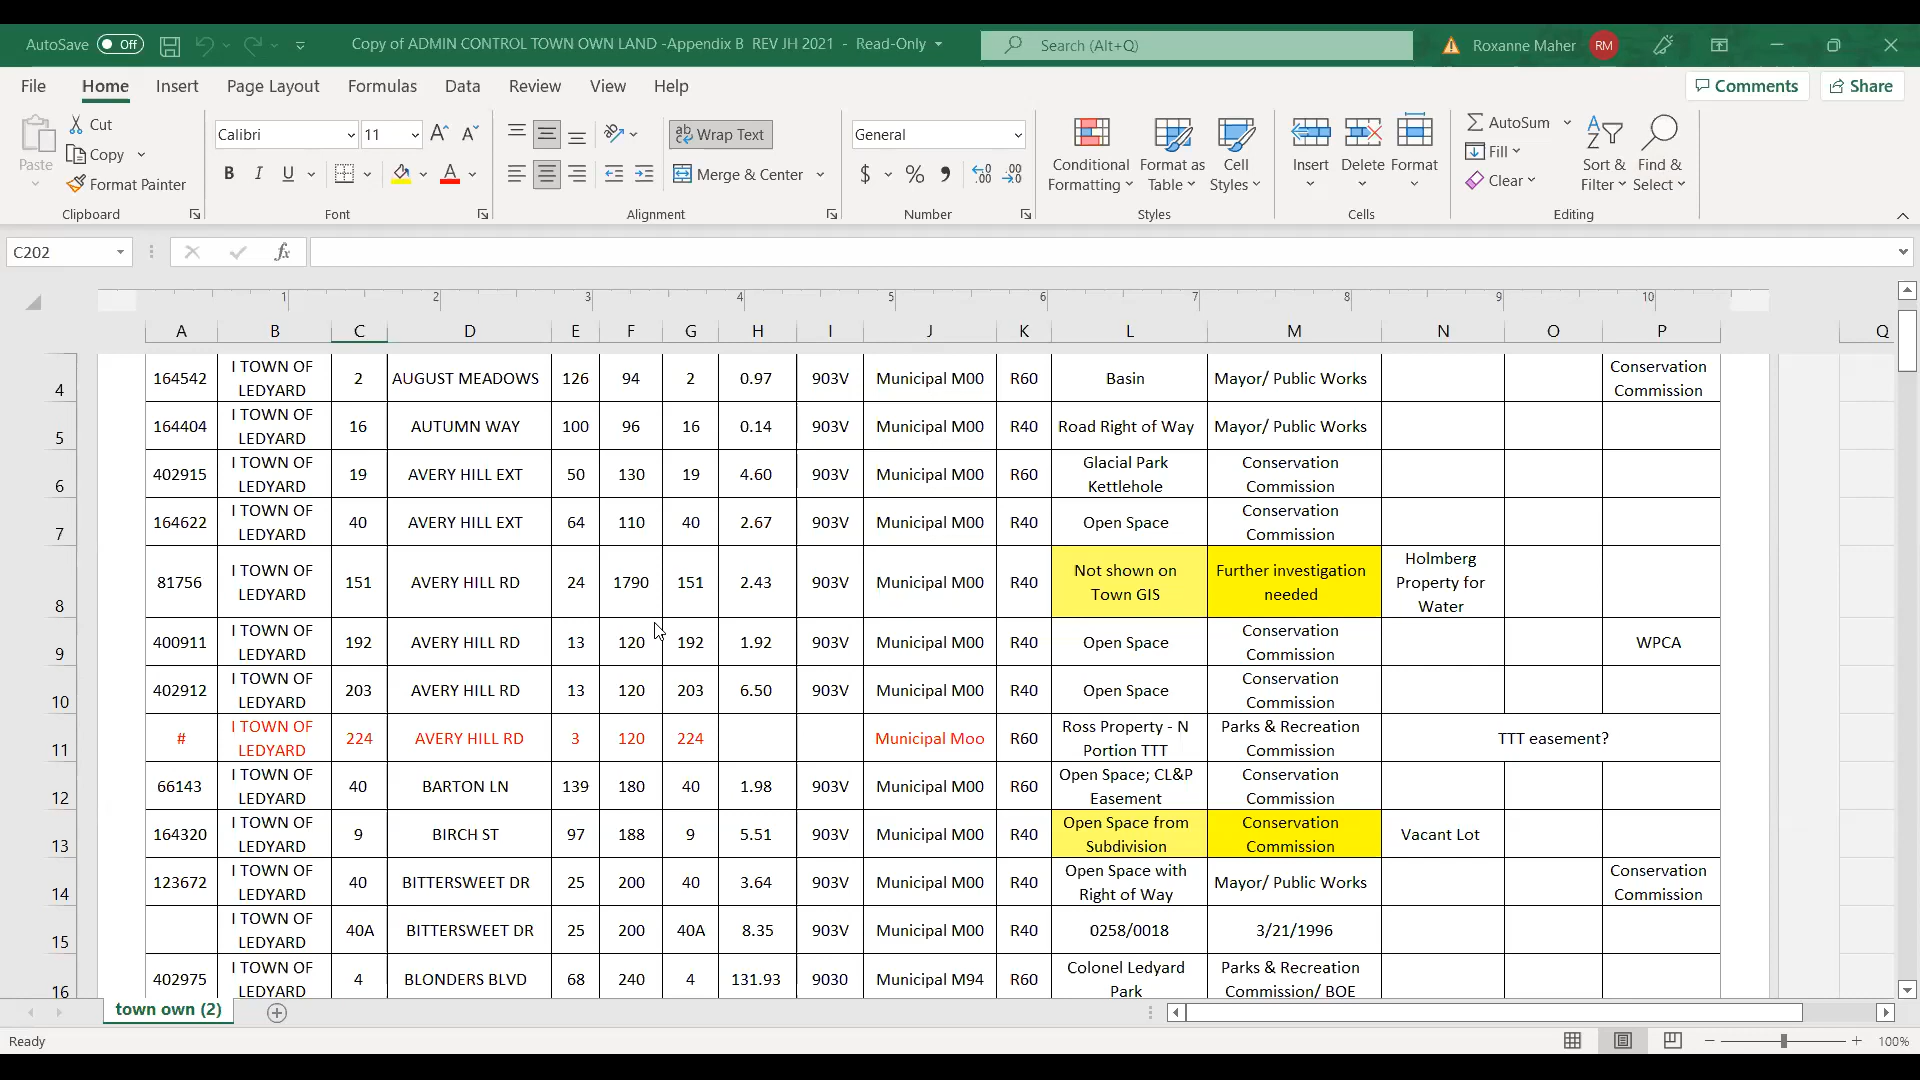 AutoSave Off Copy of ADMIN CONTROL TOWN OWN LAND -Appendix B REV JH 2021 - Read-Only Search (Alt+Q) Roxanne Maher RM
File Home Insert Page Layout Formulas Data Review View Help Comments Share
Paste Cut Copy Format Painter Clipboard
Calibri 11 B I U Font
ab Wrap Text Merge & Center Alignment
General $ % Number
Conditional Formatting Format as Table Cell Styles Styles
Insert Delete Format Cells
AutoSum Fill Clear Sort & Filter Find & Select Editing
C202 fx
1 2 3 4 5 6 7 8 9 10
A B C D E F G H I J K L M N O P Q
4 164542 I TOWN OF LEDYARD 2 AUGUST MEADOWS 126 94 2 0.97 903V Municipal M00 R60 Basin Mayor/ Public Works Conservation Commission
5 164404 I TOWN OF LEDYARD 16 AUTUMN WAY 100 96 16 0.14 903V Municipal M00 R40 Road Right of Way Mayor/ Public Works
6 402915 I TOWN OF LEDYARD 19 AVERY HILL EXT 50 130 19 4.60 903V Municipal M00 R60 Glacial Park Kettlehole Conservation Commission
7 164622 I TOWN OF LEDYARD 40 AVERY HILL EXT 64 110 40 2.67 903V Municipal M00 R40 Open Space Conservation Commission
8 81756 I TOWN OF LEDYARD 151 AVERY HILL RD 24 1790 151 2.43 903V Municipal M00 R40 Not shown on Town GIS Further investigation needed Holmberg Property for Water
9 400911 I TOWN OF LEDYARD 192 AVERY HILL RD 13 120 192 1.92 903V Municipal M00 R40 Open Space Conservation Commission WPCA
10 402912 I TOWN OF LEDYARD 203 AVERY HILL RD 13 120 203 6.50 903V Municipal M00 R40 Open Space Conservation Commission
11 # I TOWN OF LEDYARD 224 AVERY HILL RD 3 120 224 Municipal Moo R60 Ross Property - N Portion TTT Parks & Recreation Commission TTT easement?
12 66143 I TOWN OF LEDYARD 40 BARTON LN 139 180 40 1.98 903V Municipal M00 R60 Open Space; CL&P Easement Conservation Commission
13 164320 I TOWN OF LEDYARD 9 BIRCH ST 97 188 9 5.51 903V Municipal M00 R40 Open Space from Subdivision Conservation Commission Vacant Lot
14 123672 I TOWN OF LEDYARD 40 BITTERSWEET DR 25 200 40 3.64 903V Municipal M00 R40 Open Space with Right of Way Mayor/ Public Works Conservation Commission
15 I TOWN OF LEDYARD 40A BITTERSWEET DR 25 200 40A 8.35 903V Municipal M00 R40 0258/0018 3/21/1996
16 402975 I TOWN OF LEDYARD 4 BLONDERS BLVD 68 240 4 131.93 9030 Municipal M94 R60 Colonel Ledyard Park Parks & Recreation Commission/ BOE
town own (2)
Ready 100%